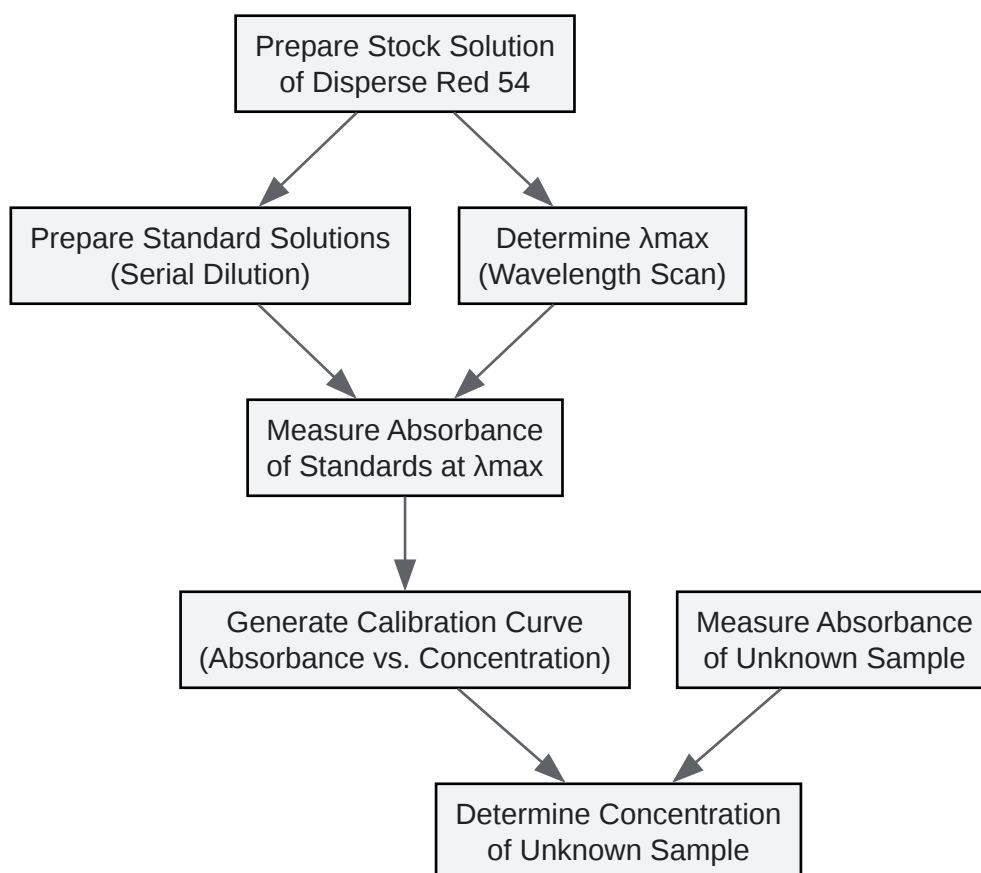 Prepare Stock Solution
of Disperse Red 54
Prepare Standard Solutions
(Serial Dilution)
Determine λmax
(Wavelength Scan)
Measure Absorbance
of Standards at λmax
Generate Calibration Curve
(Absorbance vs. Concentration)
Measure Absorbance
of Unknown Sample
Determine Concentration
of Unknown Sample